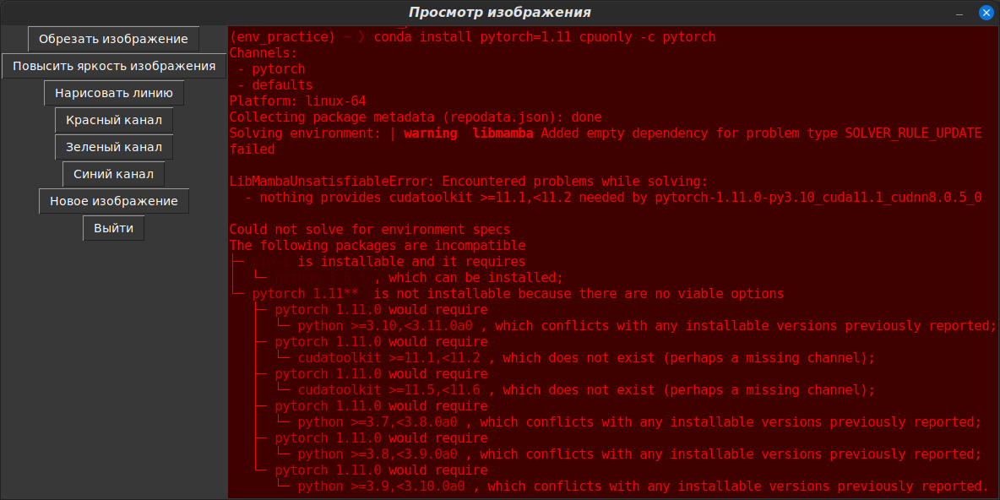 Просмотр изображения
Обрезать изображение
Повысить яркость изображения
Нарисовать линию
Красный канал
Зеленый канал
Синий канал
Новое изображение
Выйти
(env_practice) ~ ❯ conda install pytorch=1.11 cpuonly -c pytorch
Channels:
- pytorch
- defaults
Platform: linux-64
Collecting package metadata (repodata.json): done
Solving environment: | warning  libmamba Added empty dependency for problem type SOLVER_RULE_UPDATE
failed
LibMambaUnsatisfiableError: Encountered problems while solving:
- nothing provides cudatoolkit >=11.1,<11.2 needed by pytorch-1.11.0-py3.10_cuda11.1_cudnn8.0.5_0
Could not solve for environment specs
The following packages are incompatible
├─ is installable and it requires
│  └─ , which can be installed;
└─ pytorch 1.11**  is not installable because there are no viable options
├─ pytorch 1.11.0 would require
│  └─ python >=3.10,<3.11.0a0 , which conflicts with any installable versions previously reported;
├─ pytorch 1.11.0 would require
│  └─ cudatoolkit >=11.1,<11.2 , which does not exist (perhaps a missing channel);
├─ pytorch 1.11.0 would require
│  └─ cudatoolkit >=11.5,<11.6 , which does not exist (perhaps a missing channel);
├─ pytorch 1.11.0 would require
│  └─ python >=3.7,<3.8.0a0 , which conflicts with any installable versions previously reported;
├─ pytorch 1.11.0 would require
│  └─ python >=3.8,<3.9.0a0 , which conflicts with any installable versions previously reported;
└─ pytorch 1.11.0 would require
└─ python >=3.9,<3.10.0a0 , which conflicts with any installable versions previously reported.